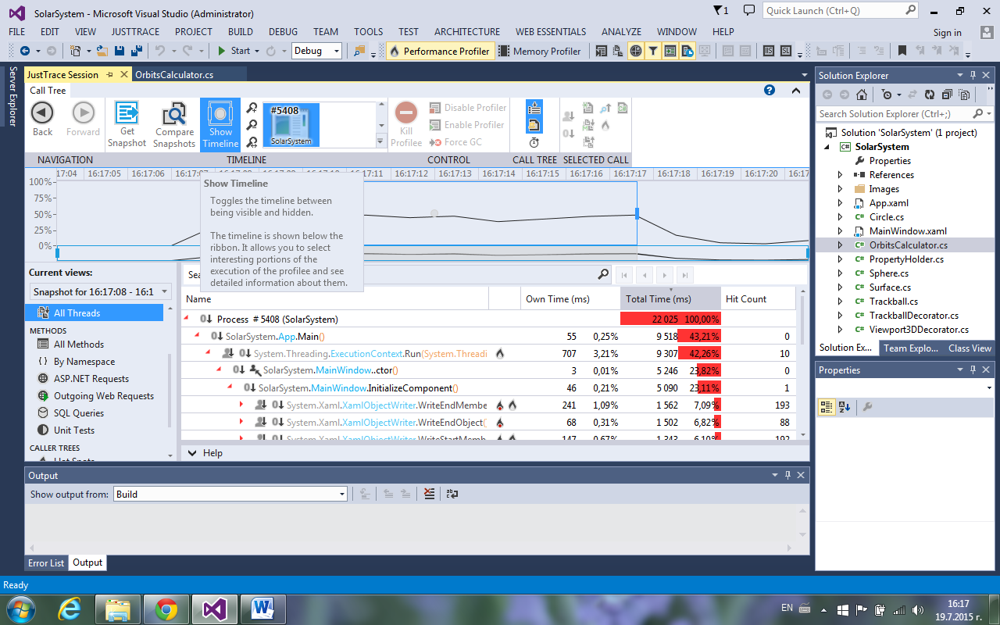 SolarSystem - Microsoft Visual Studio (Administrator)
1
Quick Launch (Ctrl+Q)
FILE EDIT VIEW JUSTTRACE PROJECT BUILD DEBUG TEAM TOOLS TEST ARCHITECTURE WEB ESSENTIALS ANALYZE WINDOW HELP
Sign in
Start Debug Performance Profiler Memory Profiler
Server Explorer
JustTrace Session OrbitsCalculator.cs
Call Tree
Back
Forward
Get Snapshot
Compare Snapshots
Show Timeline
#5408
SolarSystem
Kill Profilee
Disable Profiler
Enable Profiler
Force GC
NAVIGATION TIMELINE CONTROL CALL TREE SELECTED CALL
17:04 16:17:05 16:17:06 16:17:07 16:17:08 16:17:09 16:17:10 16:17:11 16:17:12 16:17:13 16:17:14 16:17:15 16:17:16 16:17:17 16:17:18 16:17:19 16:17:20 16:17
100%
75%
50%
25%
0%
Show Timeline
Toggles the timeline between
being visible and hidden.
The timeline is shown below the
ribbon. It allows you to select
interesting portions of the
execution of the profilee and see
detailed information about them.
Current views:
Snapshot for 16:17:08 - 16:1
All Threads
METHODS
All Methods
By Namespace
ASP.NET Requests
Outgoing Web Requests
SQL Queries
Unit Tests
CALLER TREES
Hot Spots
Sea
Name Own Time (ms) Total Time (ms) Hit Count
Process # 5408 (SolarSystem) 22 025 100,00%
SolarSystem.App.Main() 55 0,25% 9 518 43,21% 0
System.Threading.ExecutionContext.Run(System.Threadi 707 3,21% 9 307 42,26% 10
SolarSystem.MainWindow..ctor() 3 0,01% 5 246 23,82% 0
SolarSystem.MainWindow.InitializeComponent() 46 0,21% 5 090 23,11% 1
System.Xaml.XamlObjectWriter.WriteEndMembe 241 1,09% 1 562 7,09% 193
System.Xaml.XamlObjectWriter.WriteEndObject( 68 0,31% 1 502 6,82% 88
System.Xaml.XamlObjectWriter.WriteStartMemb 147 0,67% 1 343 6,10% 192
Help
Output
Show output from: Build
Error List Output
Solution Explorer
Search Solution Explorer (Ctrl+;)
Solution 'SolarSystem' (1 project)
SolarSystem
Properties
References
Images
App.xaml
Circle.cs
MainWindow.xaml
OrbitsCalculator.cs
PropertyHolder.cs
Sphere.cs
Surface.cs
Trackball.cs
TrackballDecorator.cs
Viewport3DDecorator.cs
Solution Ex... Team Explo... Class View
Properties
Ready
EN
16:17
19.7.2015 г.